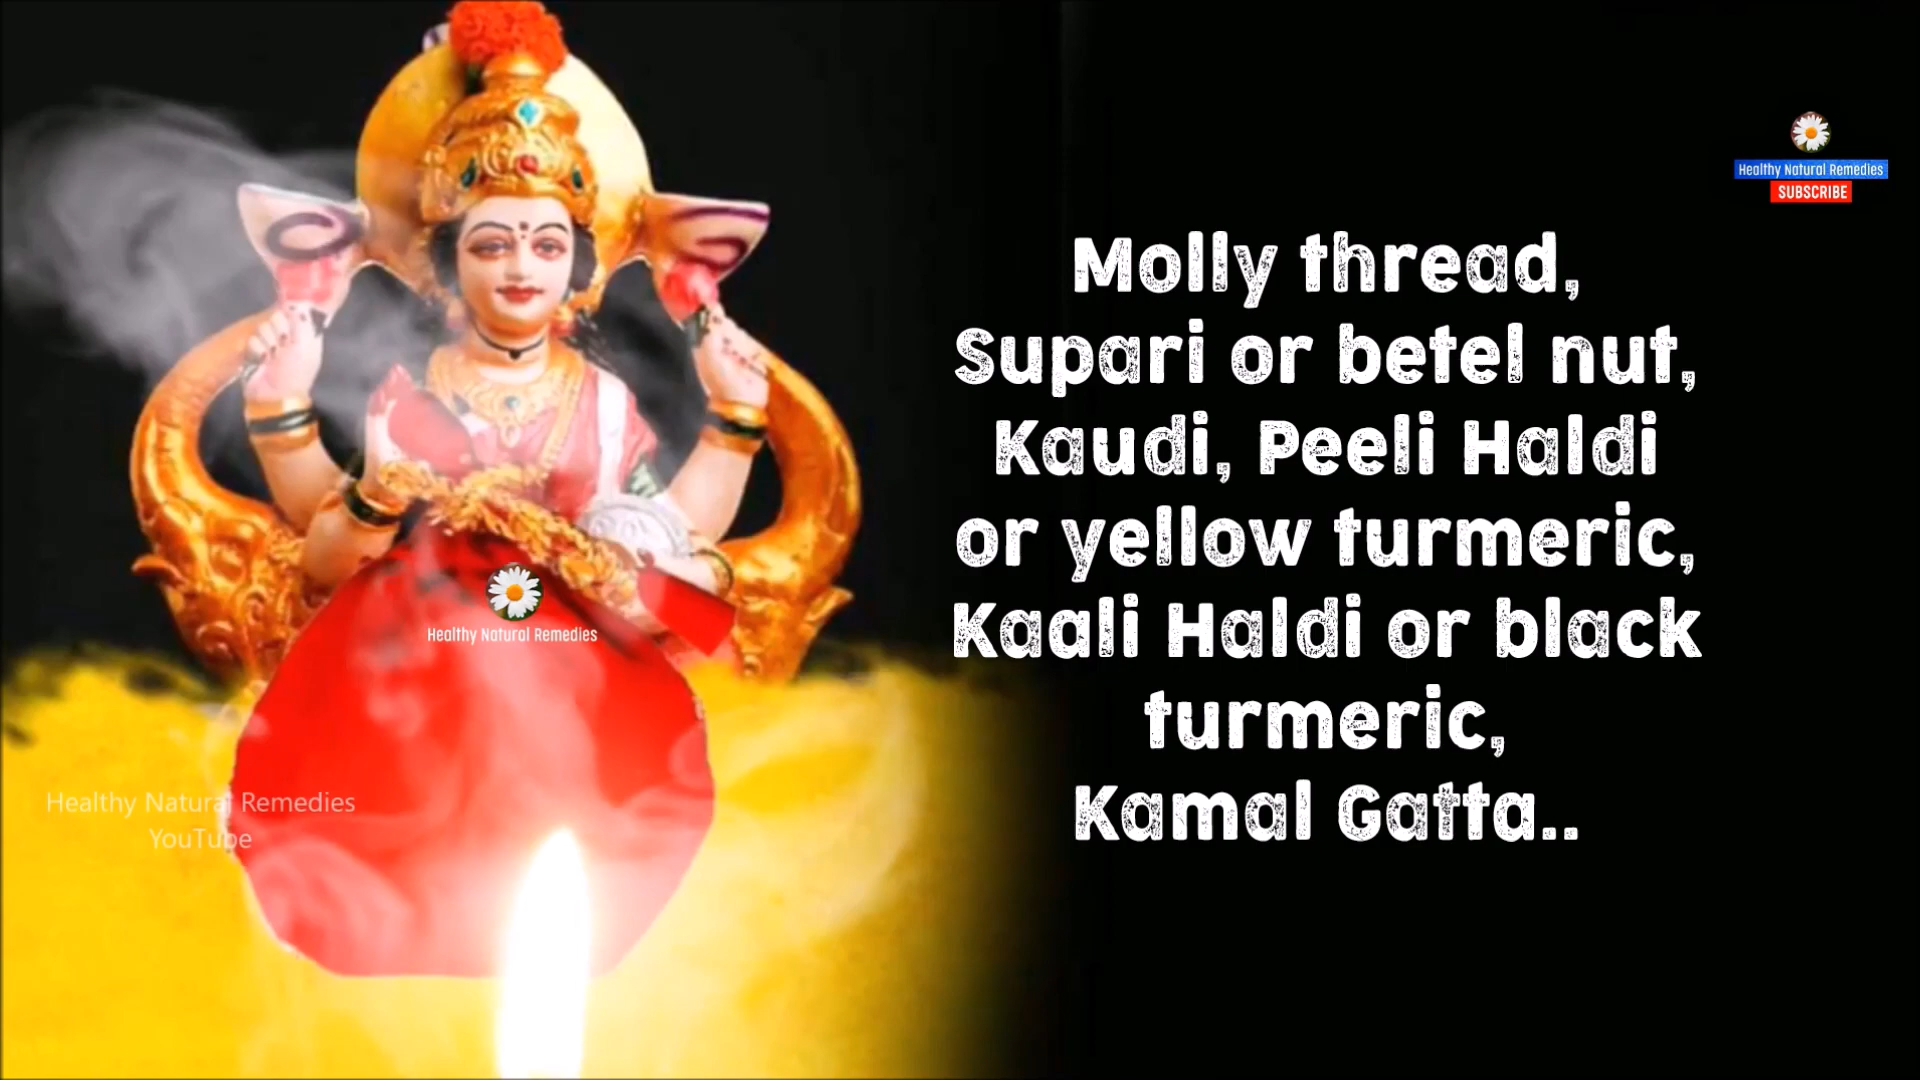 Healthy Natural Remedies
SUBSCRIBE
Molly thread,
Supari or betel nut,
Kaudi, Peeli Haldi
or yellow turmeric,
Kaali Haldi or black
turmeric,
Kamal Gatta..
Healthy Natural Remedies
Healthy Natural Remedies
YouTube